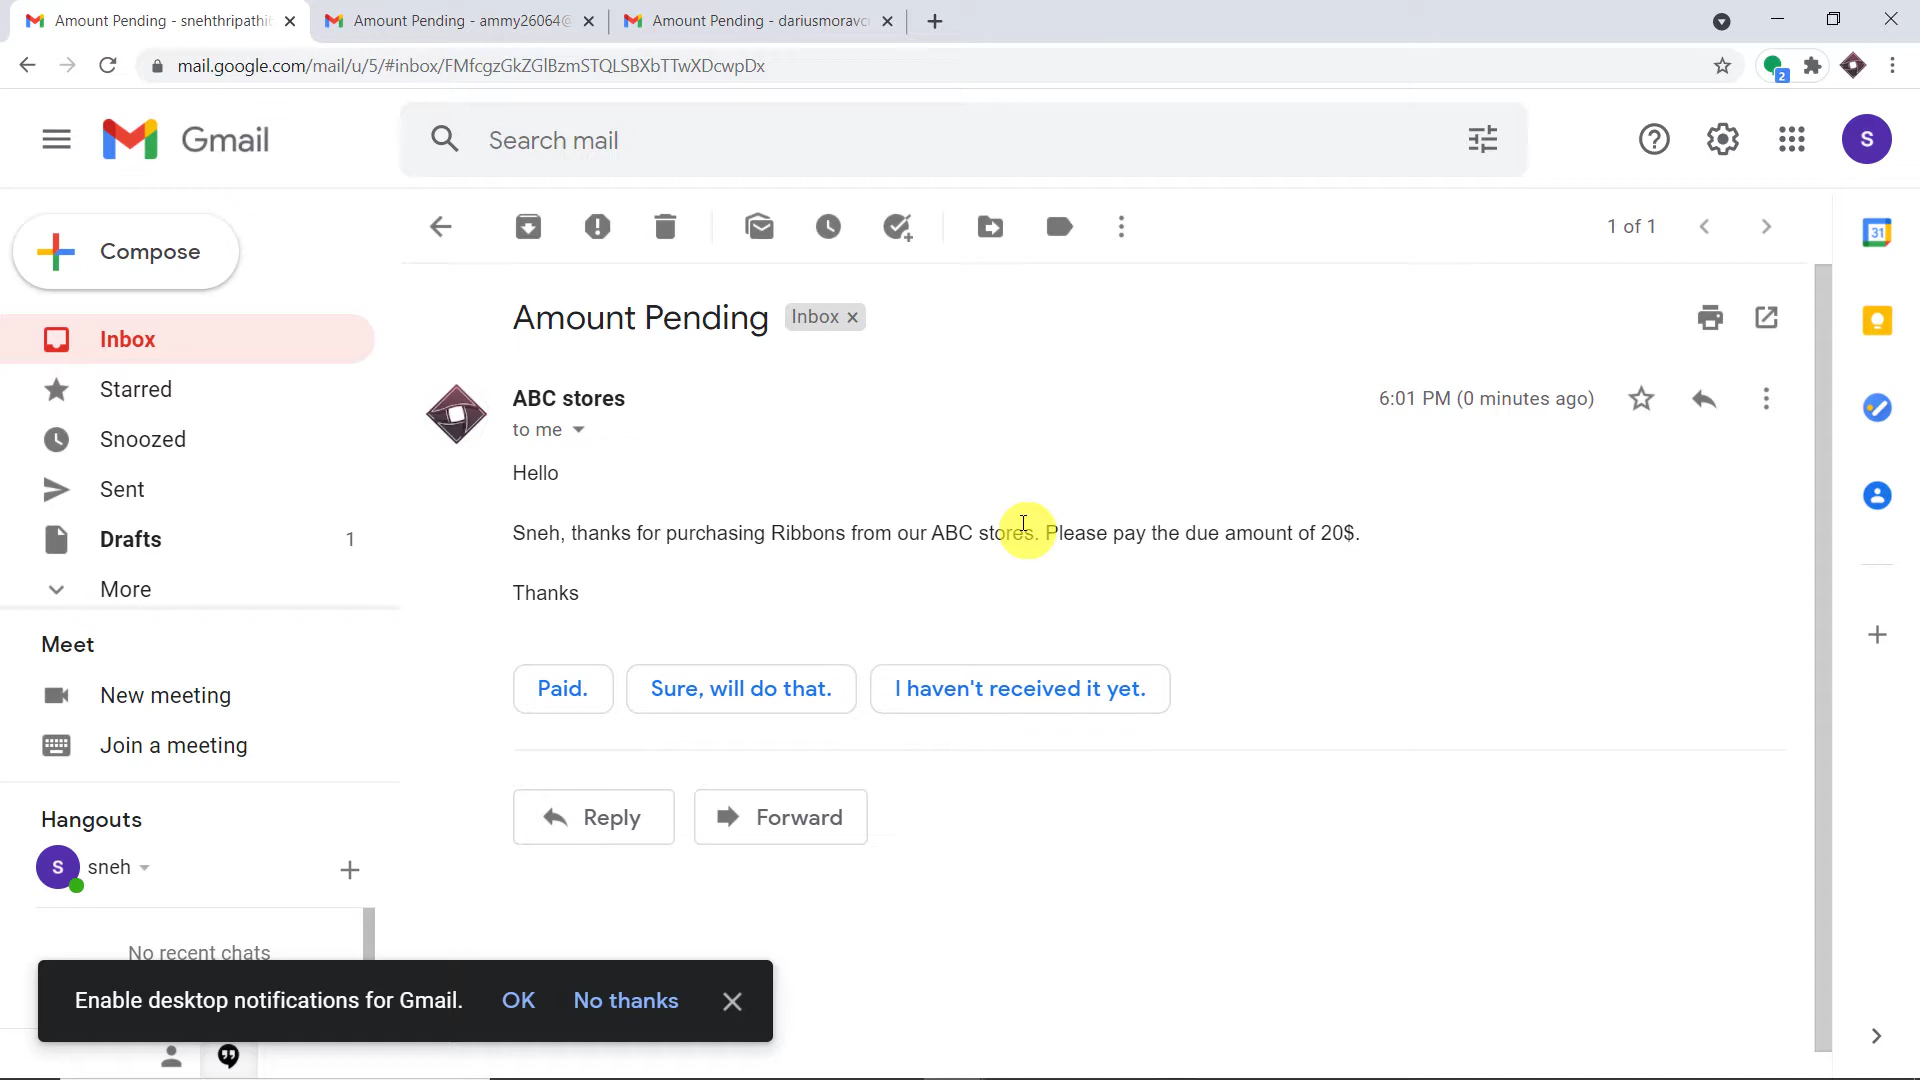 Amount Pending - snehthripathi
Amount Pending - ammy26064@
Amount Pending - dariusmoravc
mail.google.com/mail/u/5/#inbox/FMfcgzGkZGlBzmSTQLSBXbTTwXDcwpDx
2
Gmail
Search mail
S
Compose
1 of 1
31
Inbox
Starred
Snoozed
Sent
Drafts 1
More
Amount Pending Inbox
ABC stores
6:01 PM (0 minutes ago)
to me
Hello
Sneh, thanks for purchasing Ribbons from our ABC stores. Please pay the due amount of 20$.
Thanks
Paid. Sure, will do that. I haven't received it yet.
Reply Forward
Meet
New meeting
Join a meeting
Hangouts
S sneh
No recent chats
Enable desktop notifications for Gmail. OK No thanks